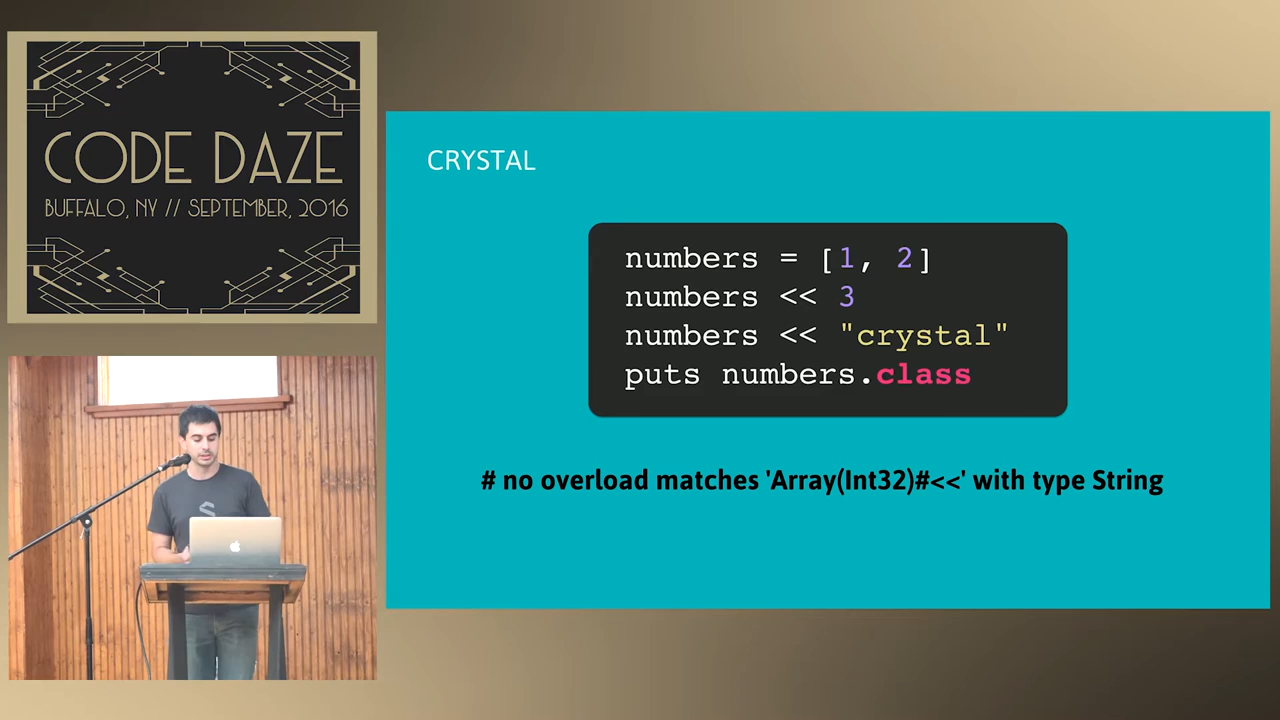 CODE DAZE
BUFFALO, NY // SEPTEMBER, 2016
CRYSTAL
numbers = [1, 2]
numbers << 3
numbers << "crystal"
puts numbers.class
# no overload matches 'Array(Int32)#<<' with type String